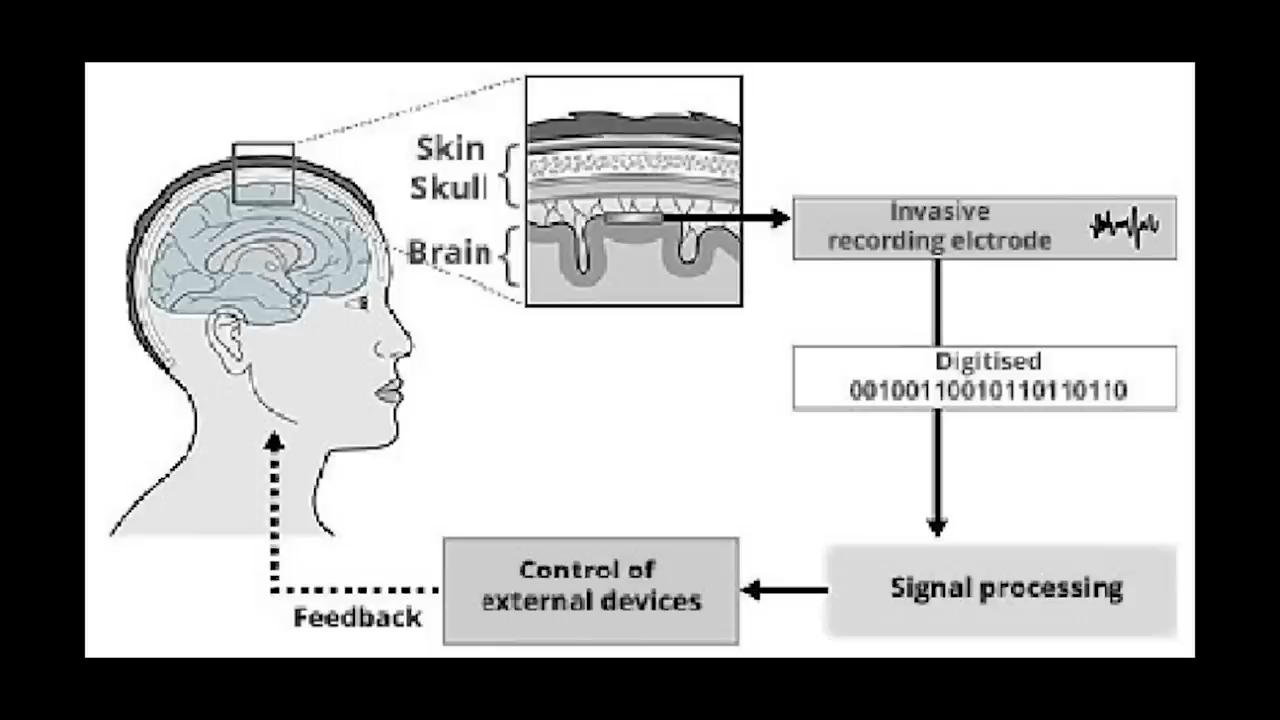 Skin
Skull
Brain
Invasive
recording elctrode
Digitised
00100110010110110110
Signal processing
Control of
external devices
Feedback